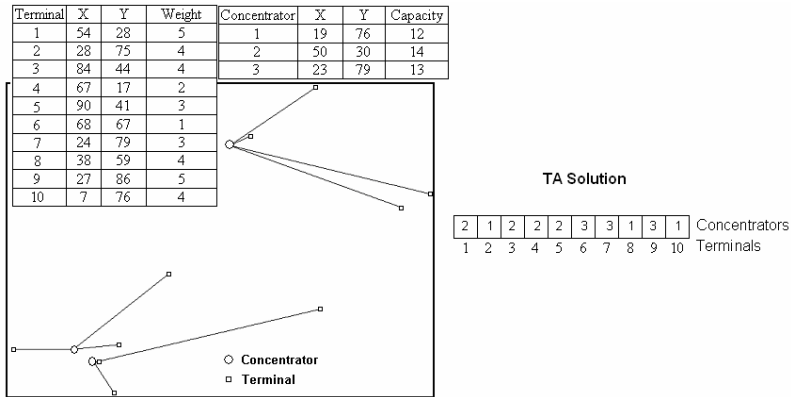 Terminal X Y Weight
1 54 28 5
2 28 75 4
3 84 44 4
4 67 17 2
5 90 41 3
6 68 67 1
7 24 79 3
8 38 59 4
9 27 86 5
10 7 76 4
Concentrator X Y Capacity
1 19 76 12
2 50 30 14
3 23 79 13
Concentrator
Terminal
TA Solution
2 1 2 2 2 3 3 1 3 1 Concentrators
1 2 3 4 5 6 7 8 9 10 Terminals